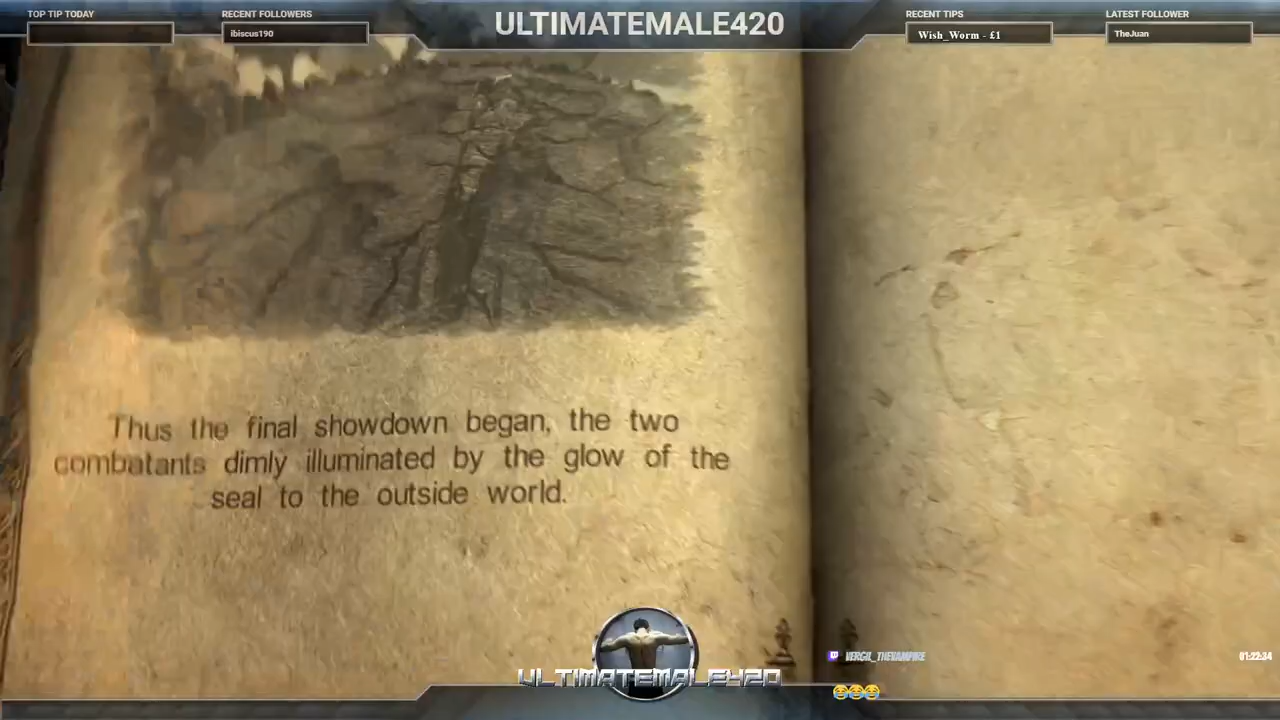 TOP TIP TODAY
RECENT FOLLOWERS
ibiscus190
ULTIMATEMALE420
RECENT TIPS
Wish_Worm - £1
LATEST FOLLOWER
TheJuan
Thus the final showdown began, the two
combatants dimly illuminated by the glow of the
seal to the outside world.
ULTIMATEMALE420
VERGIL_THEVAMPIRE
01:22:34
😂😂😂